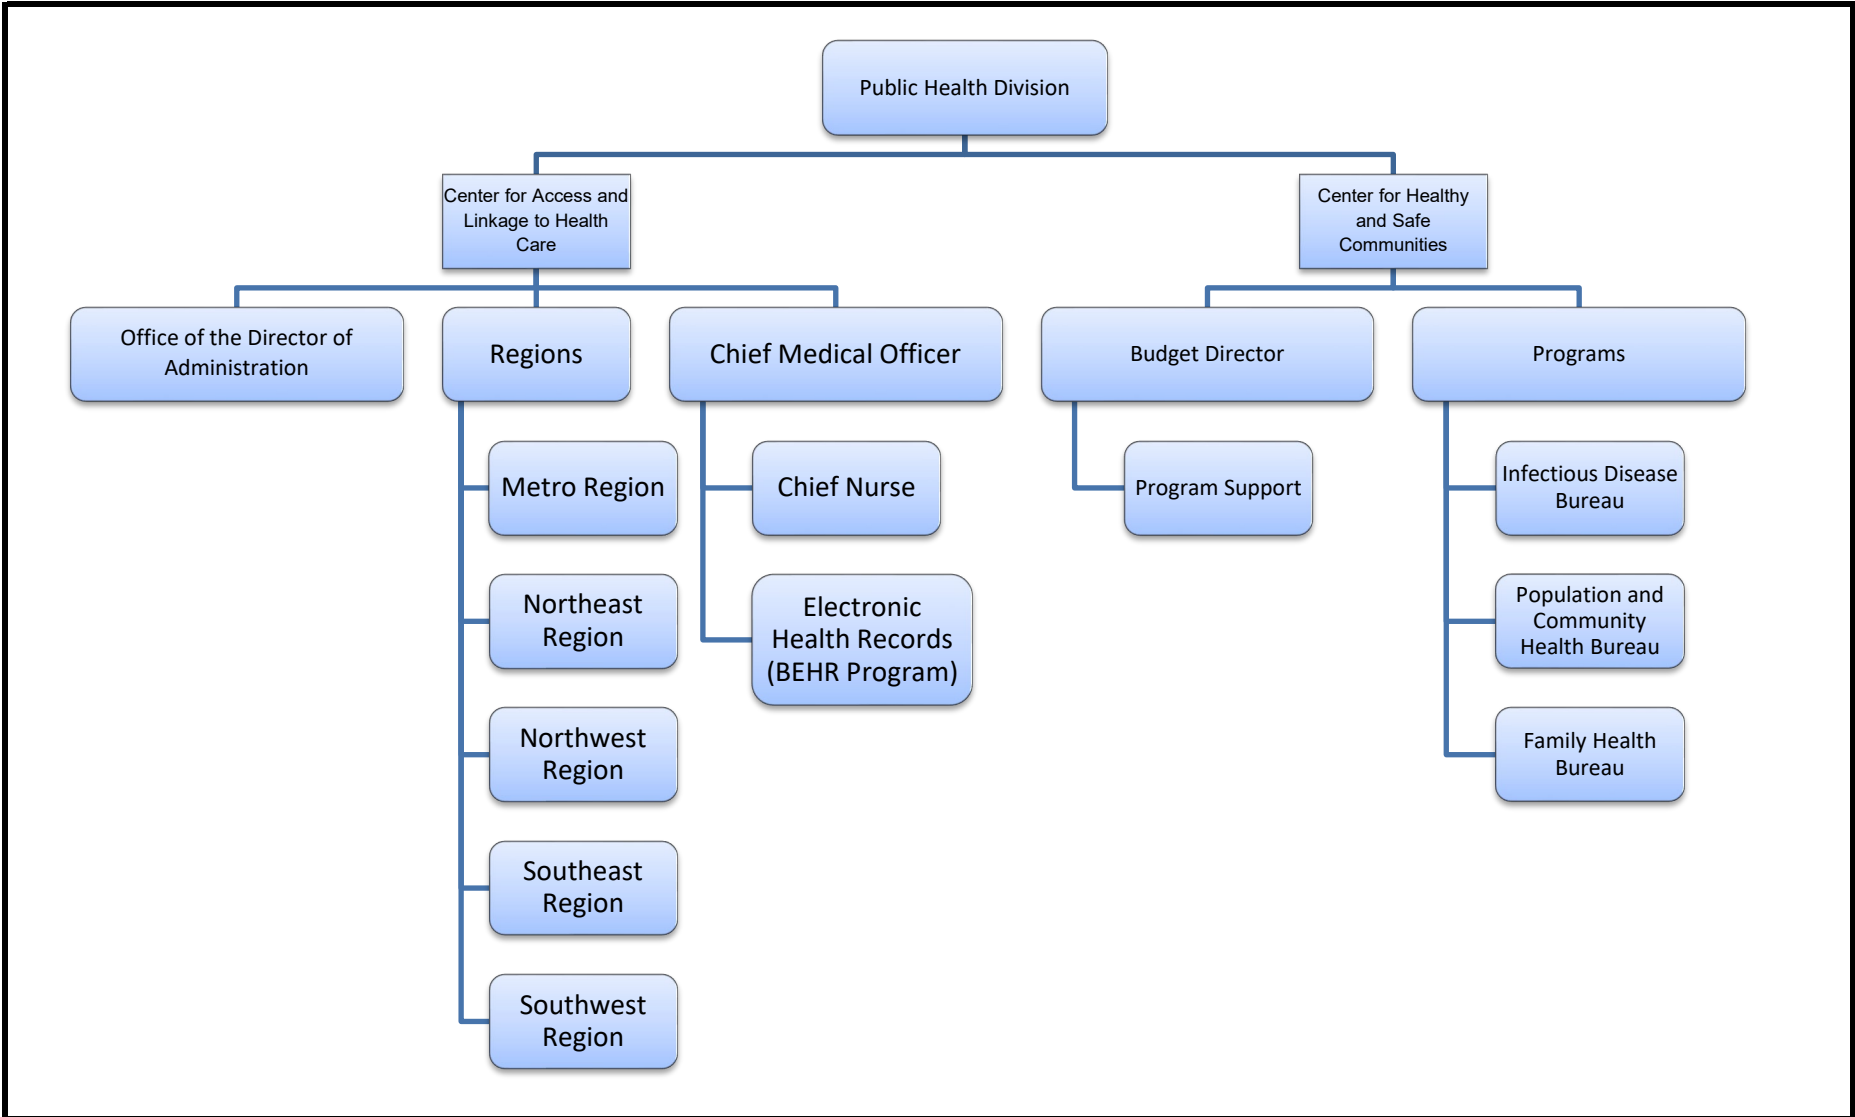 Public Health Division
Center for Access and
Linkage to Health
Care
Center for Healthy
and Safe
Communities
Office of the Director of
Administration
Regions
Chief Medical Officer
Budget Director
Programs
Metro Region
Northeast
Region
Northwest
Region
Southeast
Region
Southwest
Region
Chief Nurse
Electronic
Health Records
(BEHR Program)
Program Support
Infectious Disease
Bureau
Population and
Community
Health Bureau
Family Health
Bureau